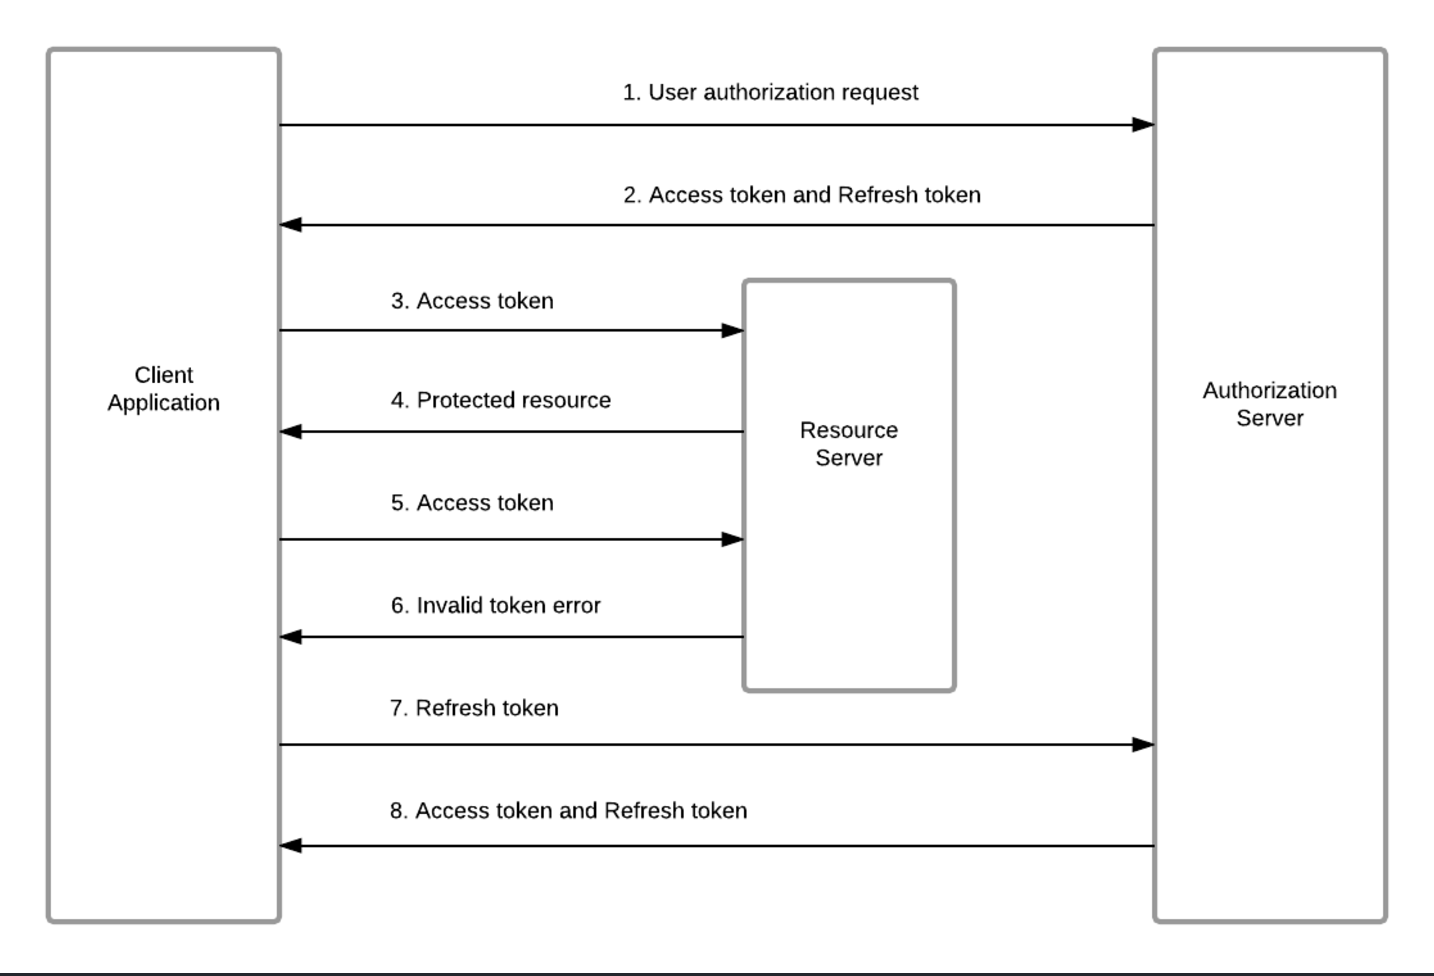 1. User authorization request
2. Access token and Refresh token
3. Access token
Client
Application
4. Protected resource
Authorization
Server
Resource
Server
5. Access token
6. Invalid token error
7. Refresh token
8. Access token and Refresh token